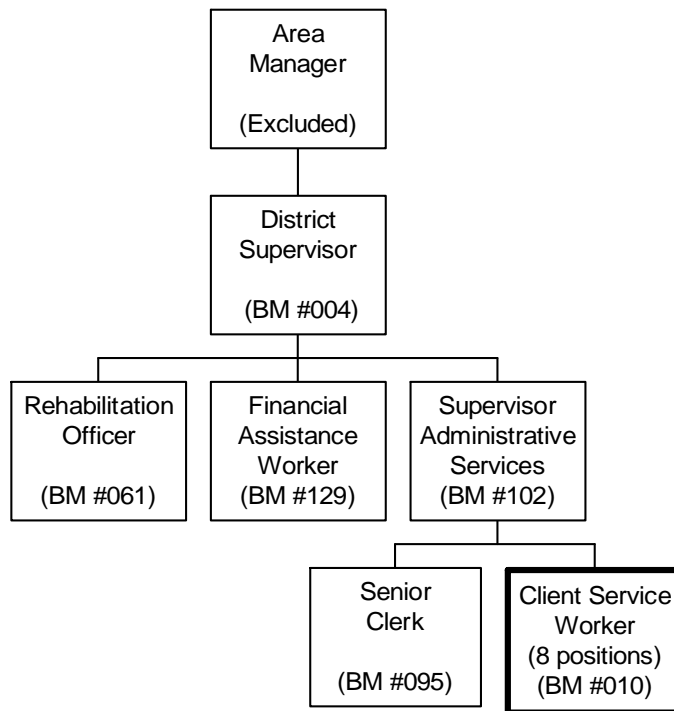 Area
Manager
(Excluded)
District
Supervisor
(BM #004)
Rehabilitation
Officer
(BM #061)
Financial
Assistance
Worker
(BM #129)
Supervisor
Administrative
Services
(BM #102)
Senior
Clerk
(BM #095)
Client Service
Worker
(8 positions)
(BM #010)